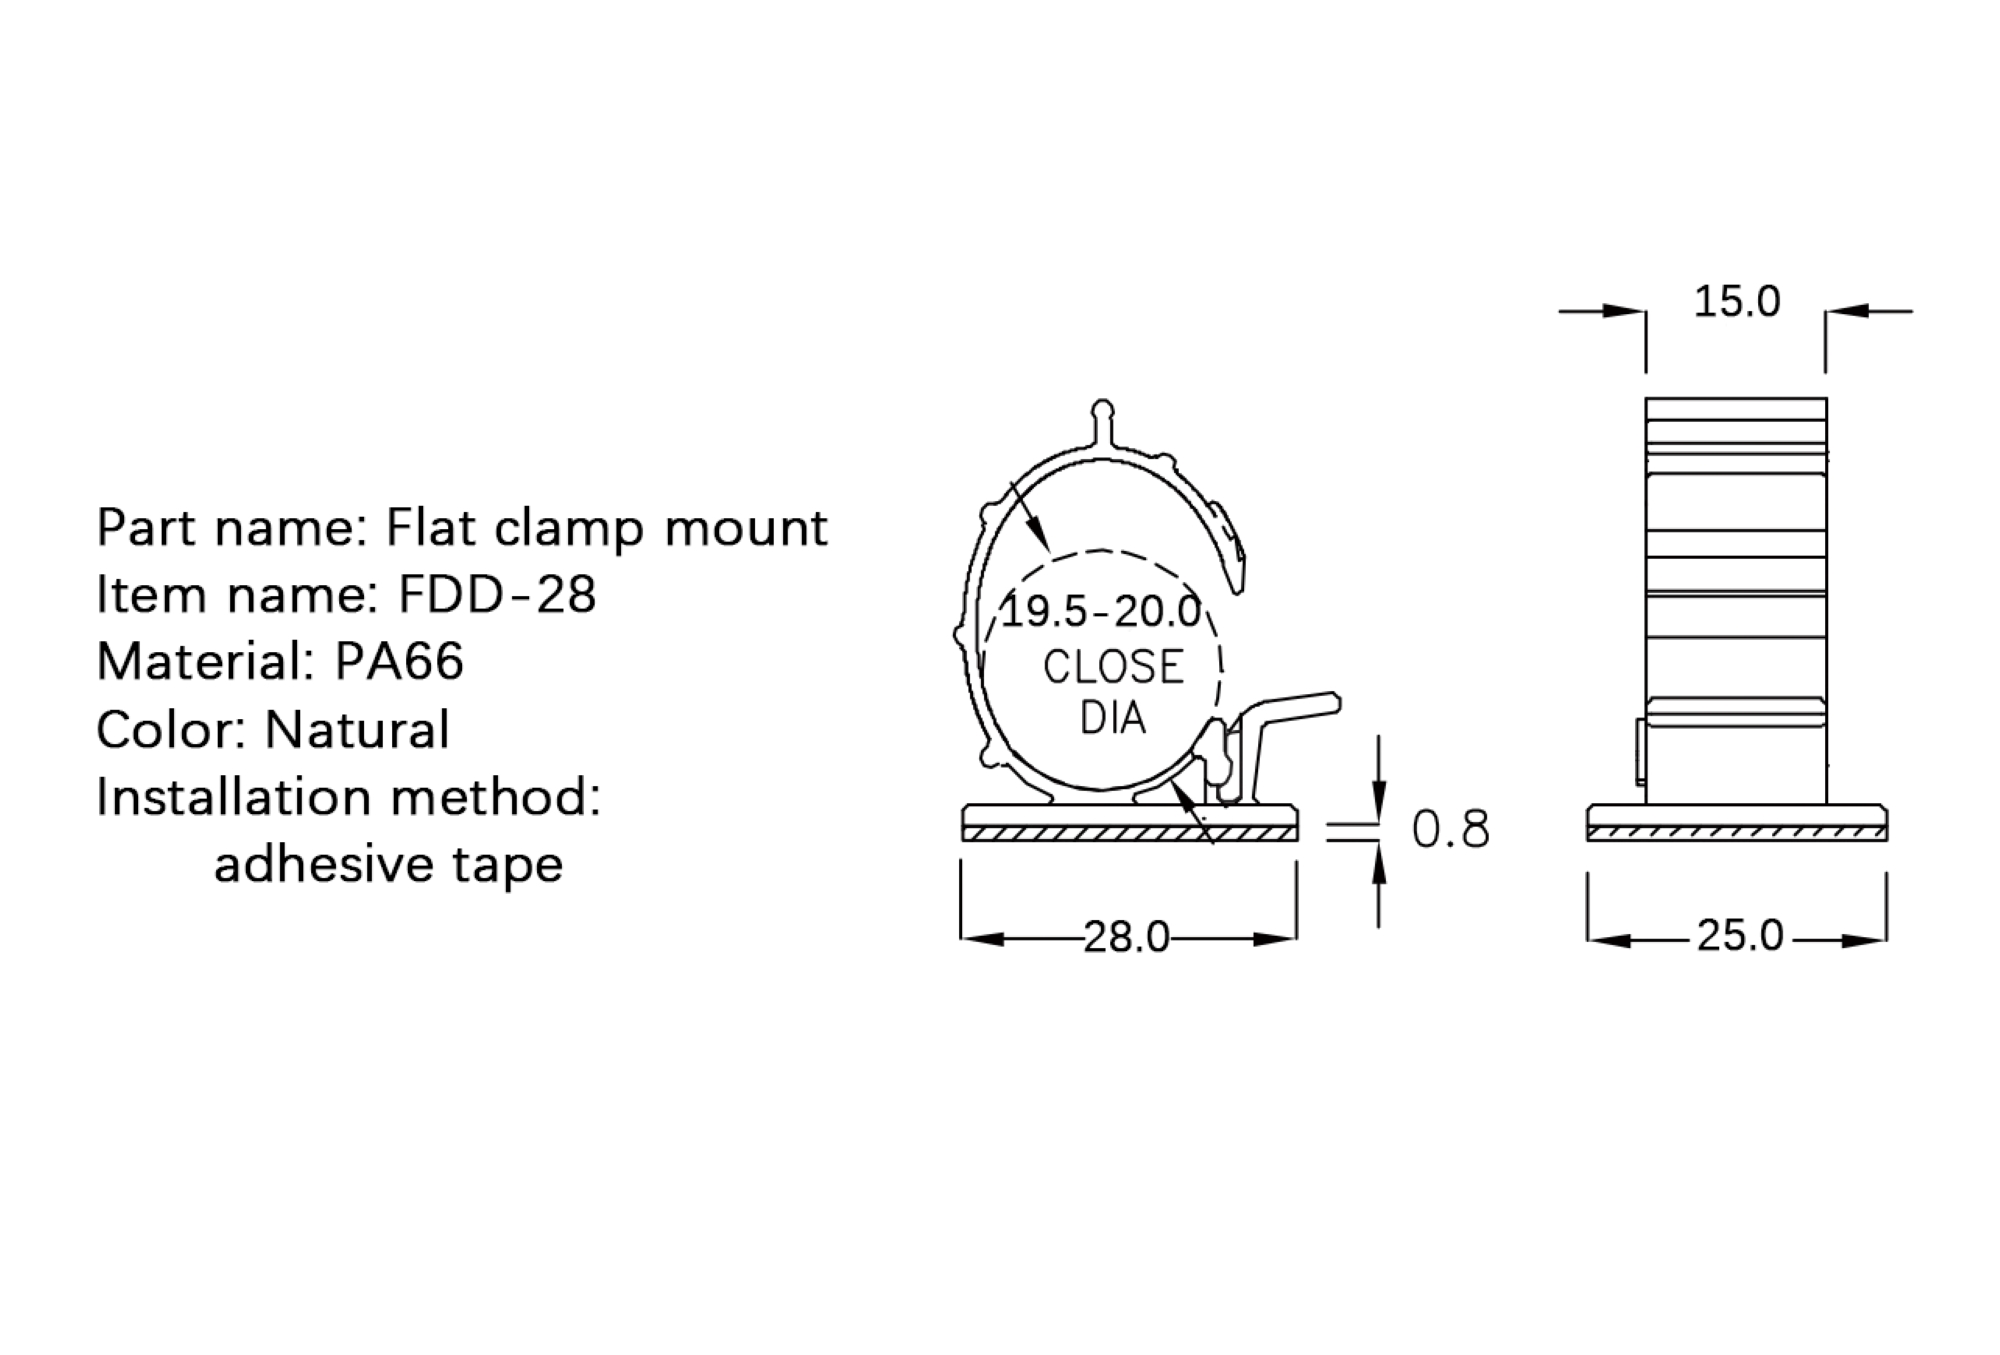 Part name: Flat clamp mount
Item name: FDD-28
Material: PA66
Color: Natural
Installation method:
adhesive tape
19.5-20.0
CLOSE
DIA
28.0
0.8
15.0
25.0